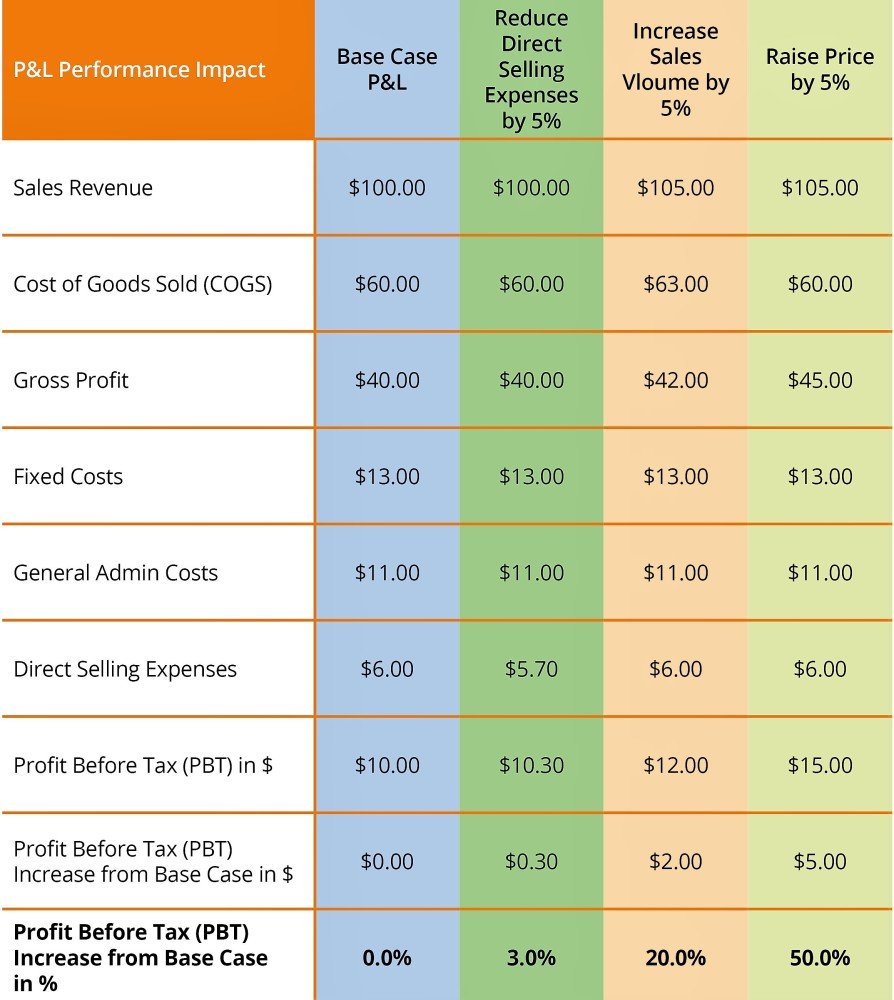 P&L Performance Impact
Base Case
P&L
Reduce
Direct
Selling
Expenses
by 5%
Increase
Sales
Vloume by
5%
Raise Price
by 5%
Sales Revenue $100.00 $100.00 $105.00 $105.00
Cost of Goods Sold (COGS) $60.00 $60.00 $63.00 $60.00
Gross Profit $40.00 $40.00 $42.00 $45.00
Fixed Costs $13.00 $13.00 $13.00 $13.00
General Admin Costs $11.00 $11.00 $11.00 $11.00
Direct Selling Expenses $6.00 $5.70 $6.00 $6.00
Profit Before Tax (PBT) in $ $10.00 $10.30 $12.00 $15.00
Profit Before Tax (PBT)
Increase from Base Case in $ $0.00 $0.30 $2.00 $5.00
Profit Before Tax (PBT)
Increase from Base Case
in %
0.0% 3.0% 20.0% 50.0%